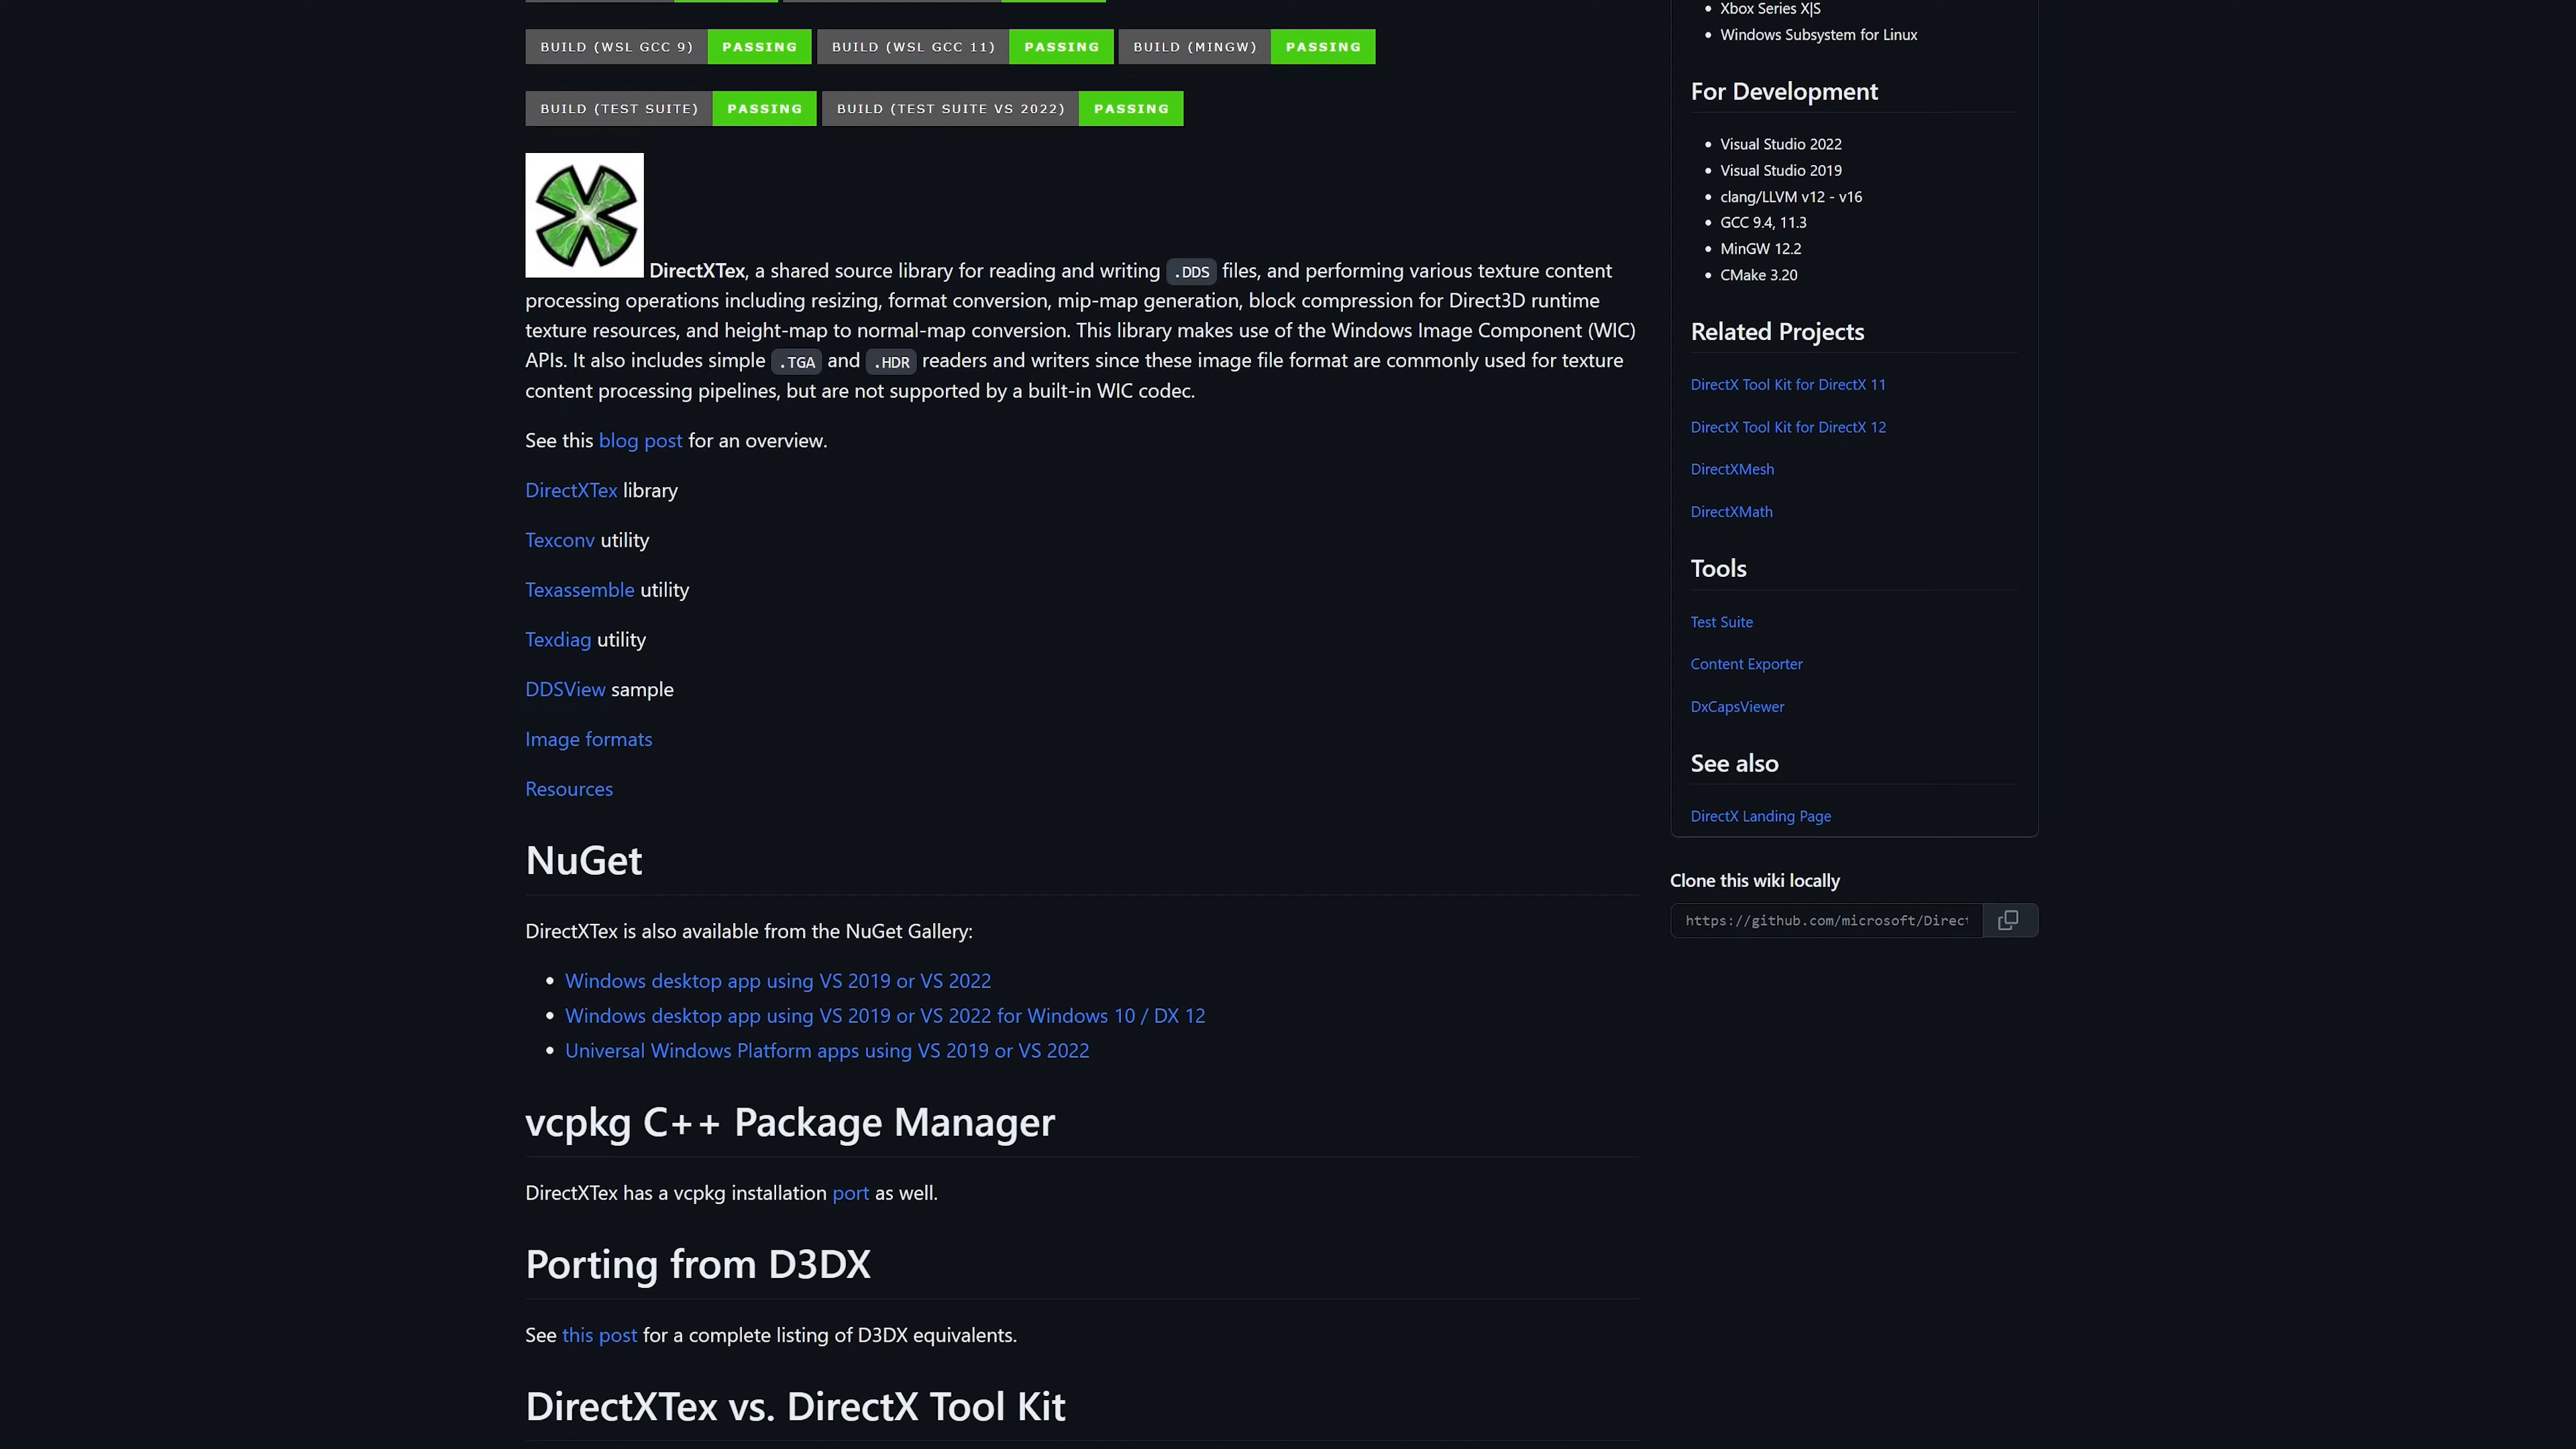 BUILD (WSL GCC 9) PASSING BUILD (WSL GCC 11) PASSING BUILD (MINGW) PASSING
BUILD (TEST SUITE) PASSING BUILD (TEST SUITE VS 2022) PASSING
DirectXTex, a shared source library for reading and writing .DDS files, and performing various texture content
processing operations including resizing, format conversion, mip-map generation, block compression for Direct3D runtime
texture resources, and height-map to normal-map conversion. This library makes use of the Windows Image Component (WIC)
APIs. It also includes simple .TGA and .HDR readers and writers since these image file format are commonly used for texture
content processing pipelines, but are not supported by a built-in WIC codec.
See this blog post for an overview.
DirectXTex library
Texconv utility
Texassemble utility
Texdiag utility
DDSView sample
Image formats
Resources
NuGet
DirectXTex is also available from the NuGet Gallery:
• Windows desktop app using VS 2019 or VS 2022
• Windows desktop app using VS 2019 or VS 2022 for Windows 10 / DX 12
• Universal Windows Platform apps using VS 2019 or VS 2022
vcpkg C++ Package Manager
DirectXTex has a vcpkg installation port as well.
Porting from D3DX
See this post for a complete listing of D3DX equivalents.
DirectXTex vs. DirectX Tool Kit
• Xbox Series X|S
• Windows Subsystem for Linux
For Development
• Visual Studio 2022
• Visual Studio 2019
• clang/LLVM v12 - v16
• GCC 9.4, 11.3
• MinGW 12.2
• CMake 3.20
Related Projects
DirectX Tool Kit for DirectX 11
DirectX Tool Kit for DirectX 12
DirectXMesh
DirectXMath
Tools
Test Suite
Content Exporter
DxCapsViewer
See also
DirectX Landing Page
Clone this wiki locally
https://github.com/microsoft/Direct